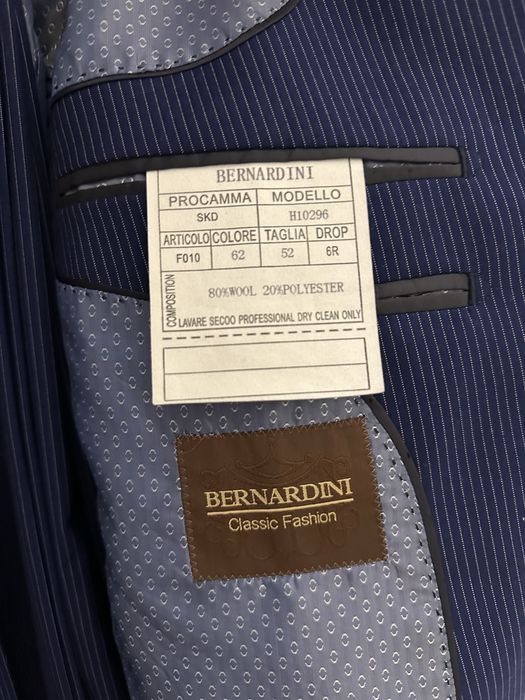 BERNARDINI
PROCAMMA MODELLO
SKD H10296
ARTICOLO COLORE TAGLIA DROP
F010 62 52 6R
COMPOSITION
80%WOOL 20%POLYESTER
LAVARE SECOO PROFESSIONAL DRY CLEAN ONLY
BERNARDINI
Classic Fashion